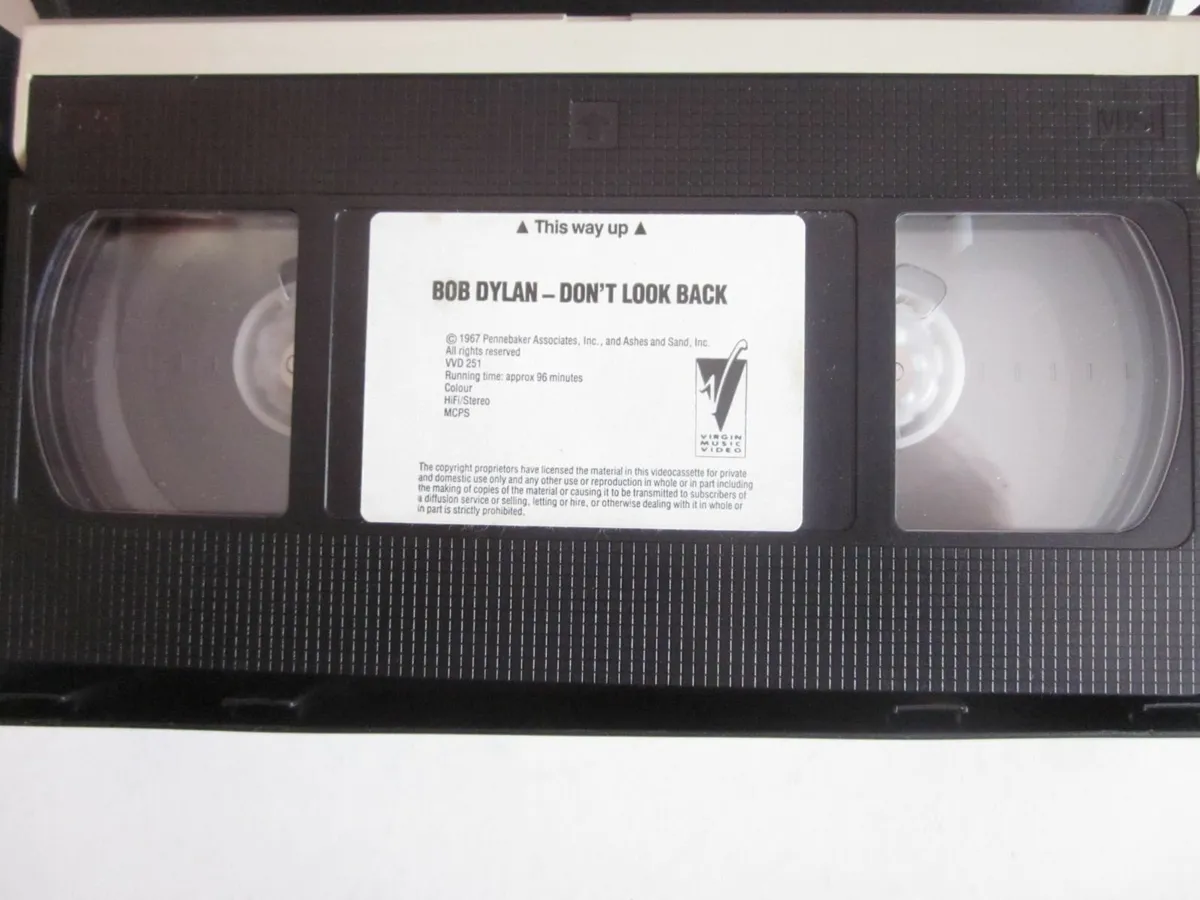 VHS
▲ This way up ▲
BOB DYLAN – DON'T LOOK BACK
© 1967 Pennebaker Associates, Inc., and Ashes and Sand, Inc.
All rights reserved
VVD 251
Running time: approx 96 minutes
Colour
HiFi/Stereo
MCPS
VIRGIN
MUSIC
VIDEO
The copyright proprietors have licensed the material in this videocassette for private
and domestic use only and any other use or reproduction in whole or in part including
the making of copies of the material or causing it to be transmitted to subscribers of
a diffusion service or selling, letting or hire, or otherwise dealing with it in whole or
in part is strictly prohibited.